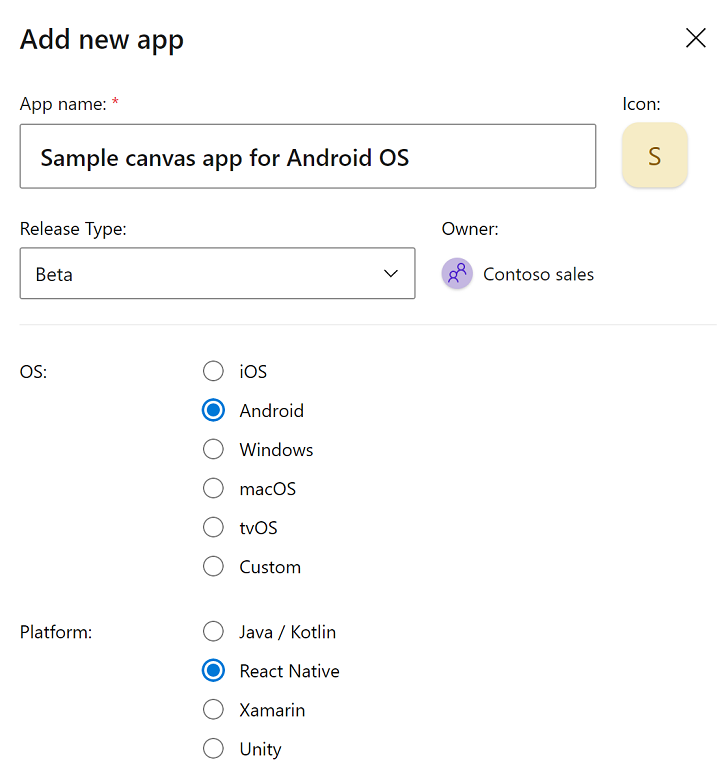 Add new app
App name: *
Icon:
Sample canvas app for Android OS
S
Release Type:
Owner:
Beta
Contoso sales
OS:
iOS
Android
Windows
macOS
tvOS
Custom
Platform:
Java / Kotlin
React Native
Xamarin
Unity